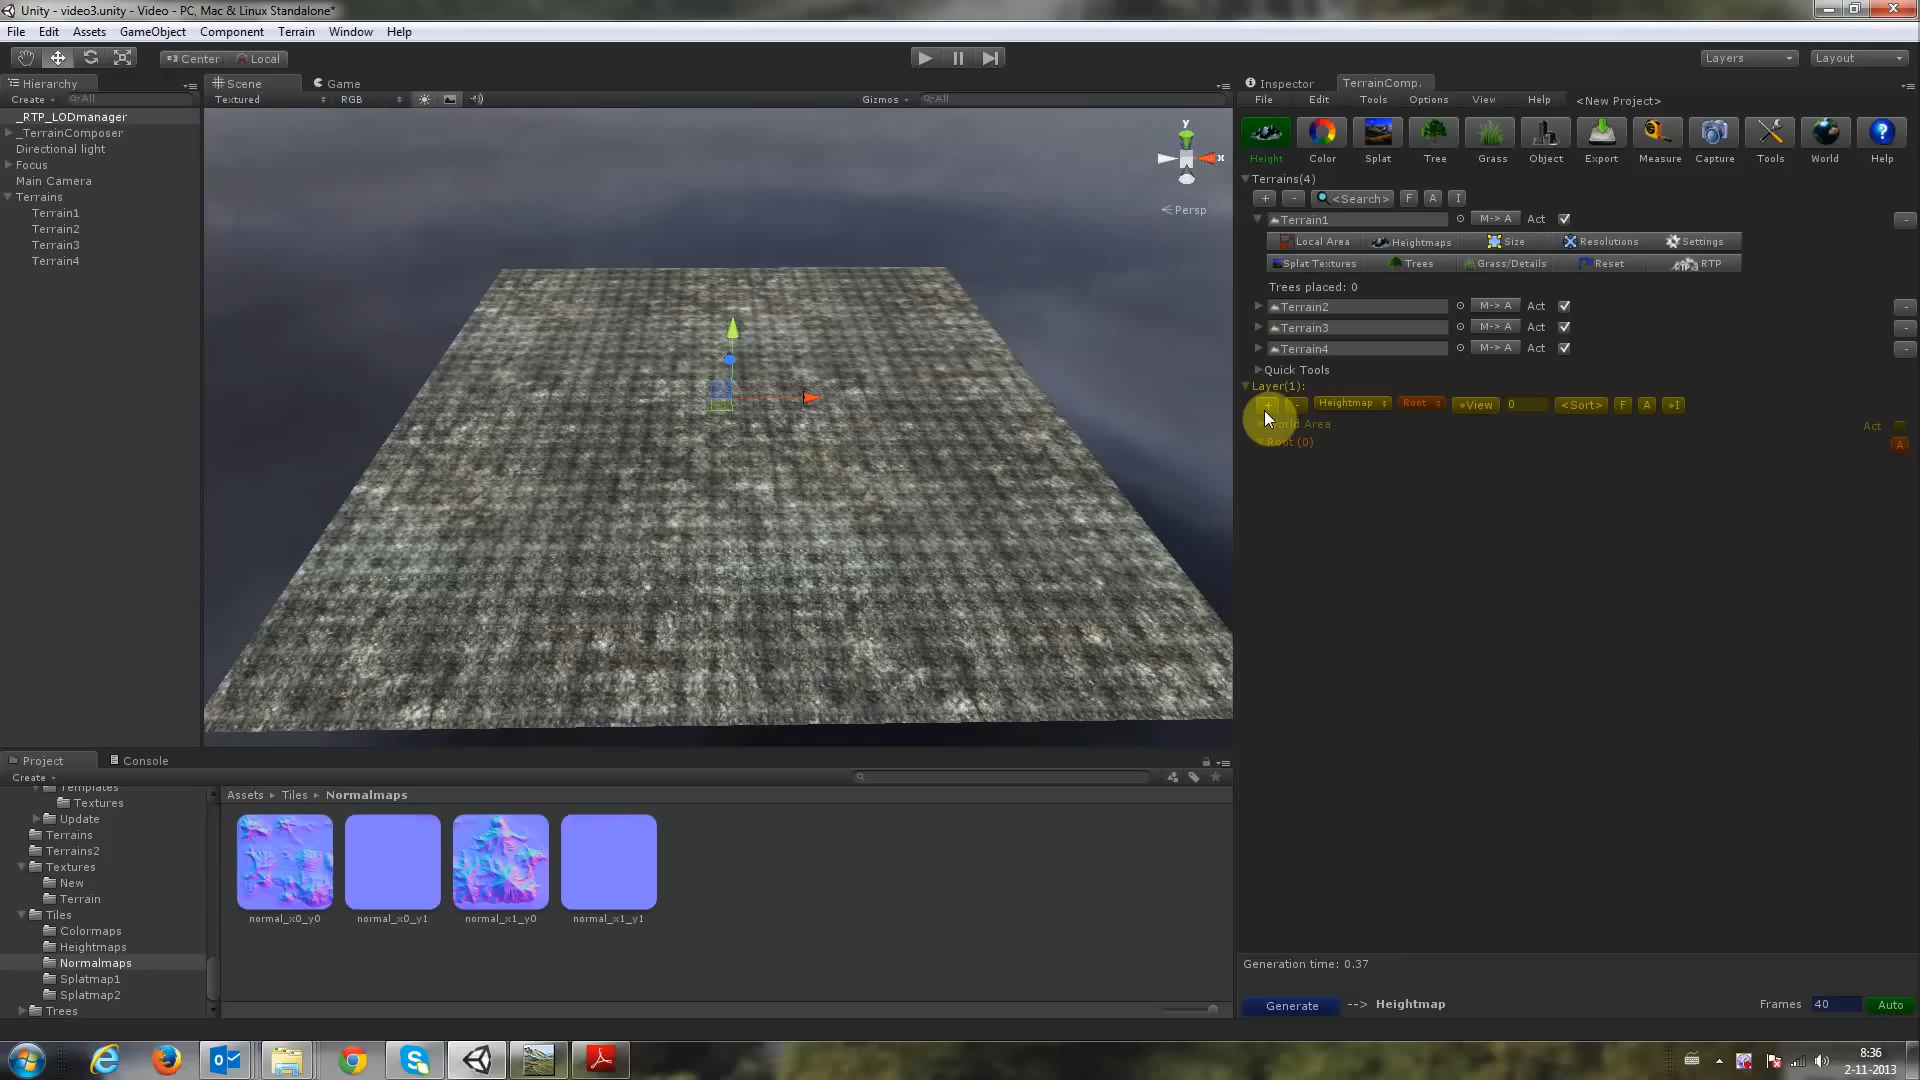 Unity - video3.unity - Video - PC, Mac & Linux Standalone*
File Edit Assets GameObject Component Terrain Window Help
Center Local
Layers
Layout
Hierarchy
Create
All
_RTP_LODmanager
_TerrainComposer
Directional light
Focus
Main Camera
Terrains
Terrain1
Terrain2
Terrain3
Terrain4
Scene
Game
Textured
RGB
Gizmos
All
y
x
Persp
Inspector
TerrainComp.
File Edit Tools Options View Help <New Project>
Height Color Splat Tree Grass Object Export Measure Capture Tools World Help
Terrains(4)
+ - <Search> F A I
Terrain1 M-> A Act -
Local Area Heightmaps Size Resolutions Settings
Splat Textures Trees Grass/Details Reset RTP
Trees placed: 0
Terrain2 M-> A Act -
Terrain3 M-> A Act -
Terrain4 M-> A Act -
Quick Tools
Layer(1):
+ - Heightmap Root View 0 <Sort> F A >I
Area Act
Root (0) A
Generation time: 0.37
Generate --> Heightmap Frames 40 Auto
Project
Console
Create
Templates
Textures
Update
Terrains
Terrains2
Textures
New
Terrain
Tiles
Colormaps
Heightmaps
Normalmaps
Splatmap1
Splatmap2
Trees
Assets Tiles Normalmaps
normal_x0_y0 normal_x0_y1 normal_x1_y0 normal_x1_y1
8:36
2-11-2013